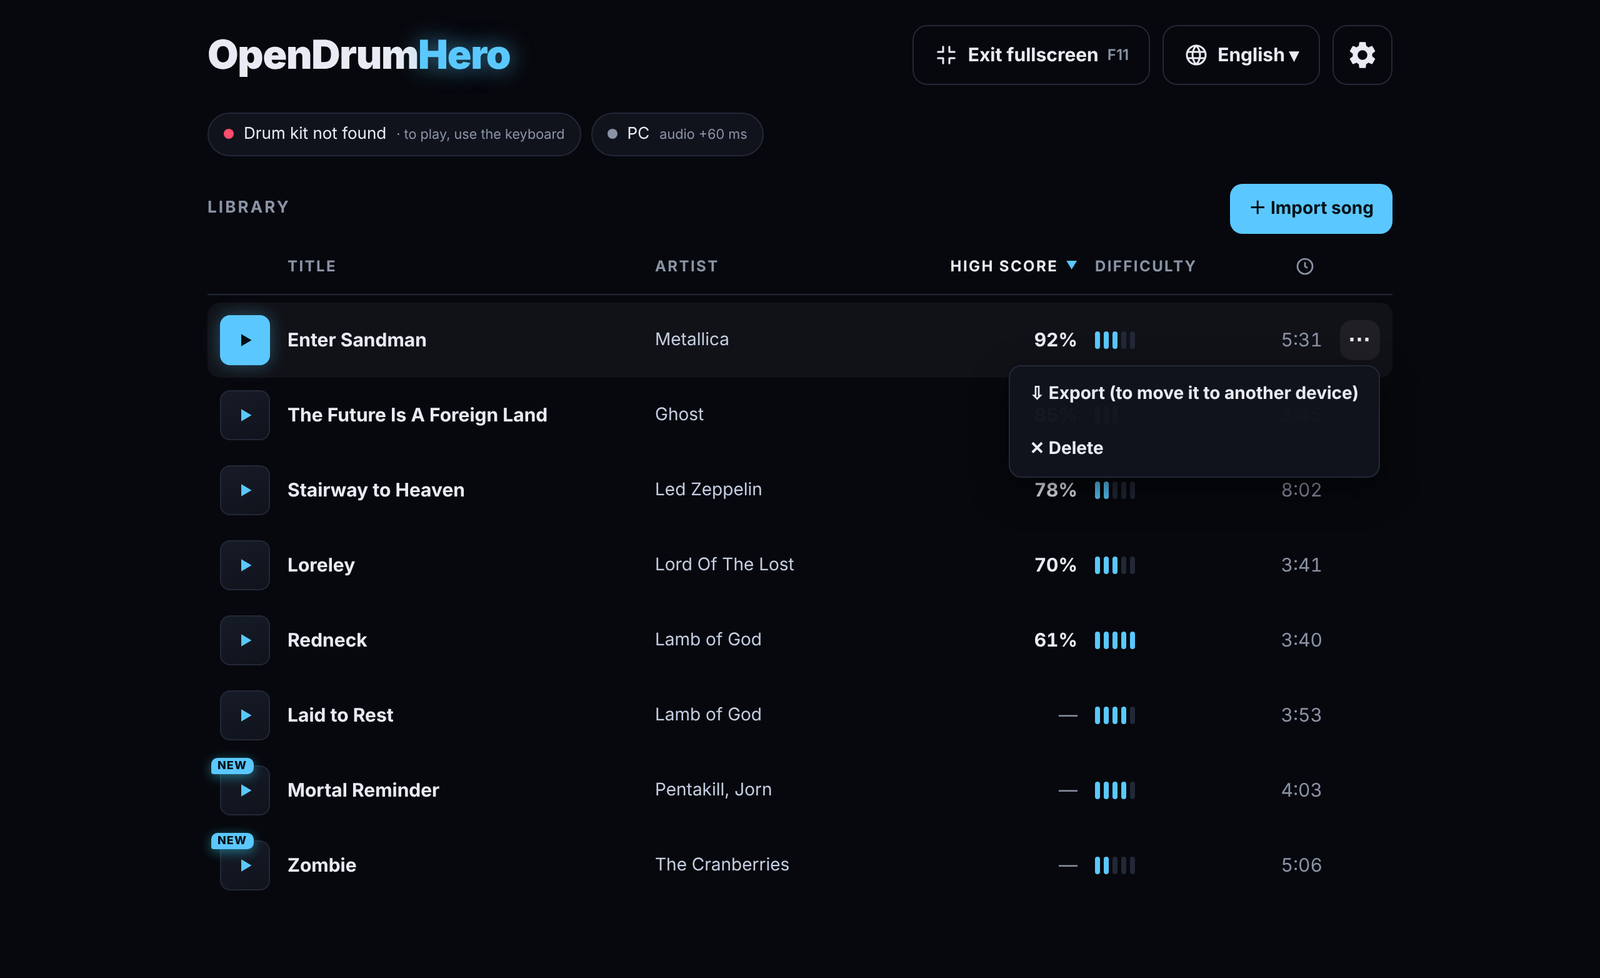 OpenDrumHero
Exit fullscreen F11
English ▾
Drum kit not found · to play, use the keyboard
PC audio +60 ms
LIBRARY
+ Import song
TITLE ARTIST HIGH SCORE ▼ DIFFICULTY
Enter Sandman Metallica 92% 5:31 ...
⇩ Export (to move it to another device)
The Future Is A Foreign Land Ghost 85%
✕ Delete
Stairway to Heaven Led Zeppelin 78% 8:02
Loreley Lord Of The Lost 70% 3:41
Redneck Lamb of God 61% 3:40
Laid to Rest Lamb of God — 3:53
NEW
Mortal Reminder Pentakill, Jorn — 4:03
NEW
Zombie The Cranberries — 5:06